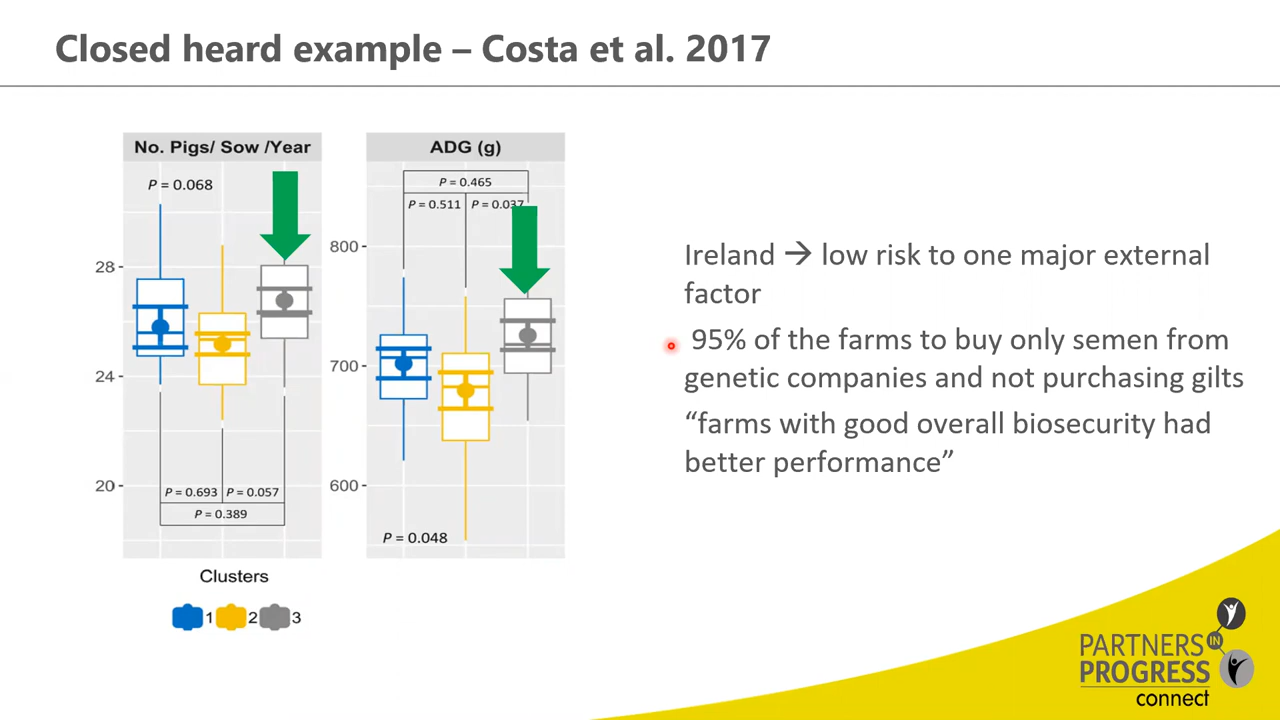 Closed heard example – Costa et al. 2017
No. Pigs/ Sow /Year
P = 0.068
28
24
20
P = 0.693 P = 0.057
P = 0.389
ADG (g)
P = 0.465
P = 0.511 P = 0.037
800
700
600
P = 0.048
Clusters
1 2 3
Ireland → low risk to one major external
factor
95% of the farms to buy only semen from
genetic companies and not purchasing gilts
“farms with good overall biosecurity had
better performance”
PARTNERS
IN
PROGRESS
connect